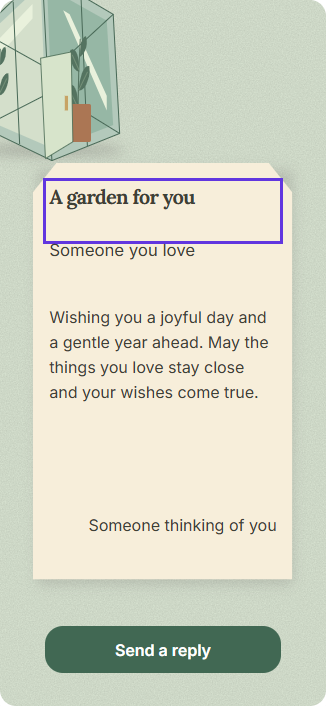 A garden for you
Someone you love
Wishing you a joyful day and
a gentle year ahead. May the
things you love stay close
and your wishes come true.
Someone thinking of you
Send a reply